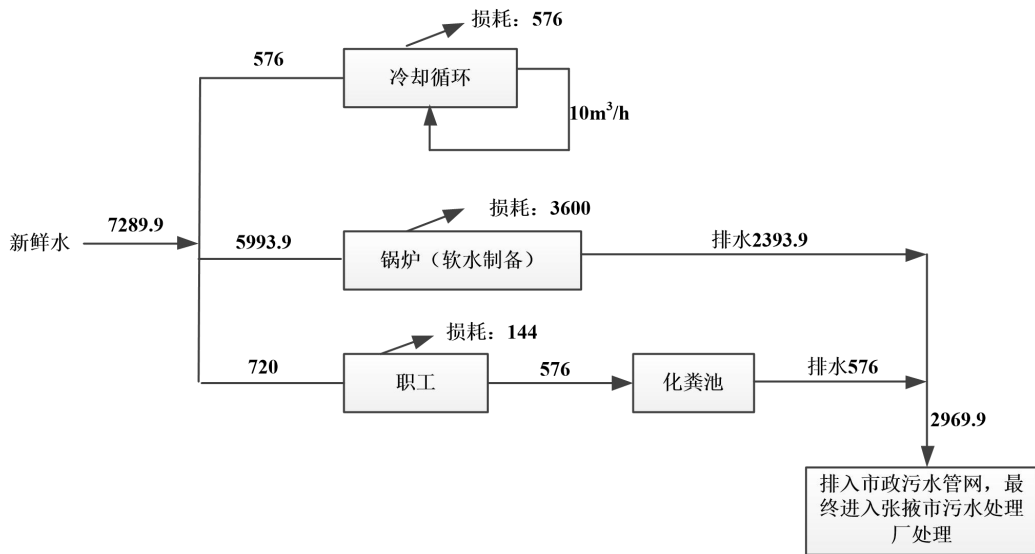 损耗：576
576
冷却循环
10m³/h
损耗：3600
新鲜水
7289.9
5993.9
锅炉（软水制备）
排水2393.9
损耗：144
720
职工
576
化粪池
排水576
2969.9
排入市政污水管网，最
终进入张掖市污水处理
厂处理